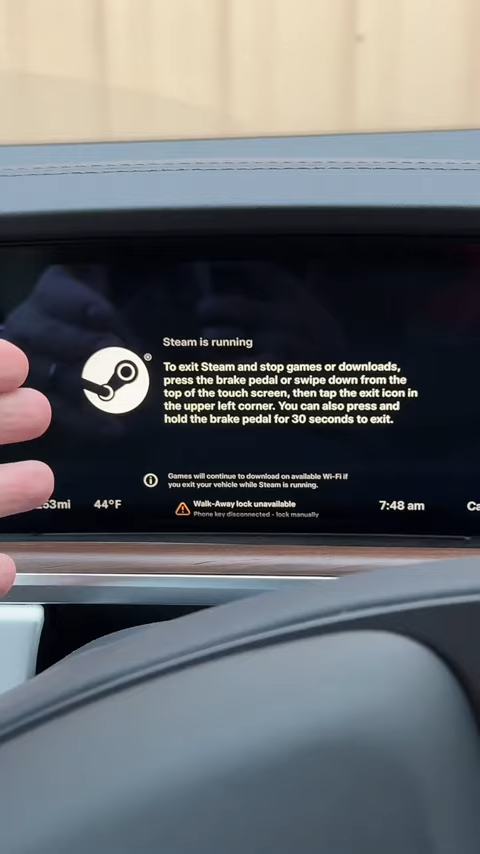 Steam is running
To exit Steam and stop games or downloads,
press the brake pedal or swipe down from the
top of the touch screen, then tap the exit icon in
the upper left corner. You can also press and
hold the brake pedal for 30 seconds to exit.
Games will continue to download on available Wi-Fi if
you exit your vehicle while Steam is running.
44°F
Walk-Away lock unavailable
Phone key disconnected - lock manually
7:48 am